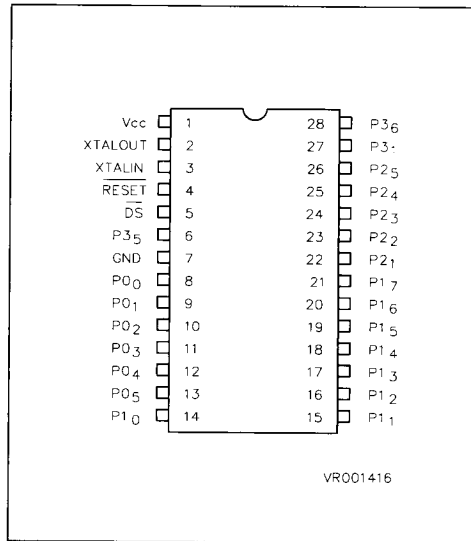 Vcc 1 28 P3₆
XTALOUT 2 27
XTALIN 3 26 P2₅
RESET 4 25 P2₄
DS 5 24 P2₃
P3₅ 6 23 P2₂
GND 7 22 P2₁
P0₀ 8 21 P1₇
P0₁ 9 20 P1₆
P0₂ 10 19 P1₅
P0₃ 11 18 P1₄
P0₄ 12 17 P1₃
P0₅ 13 16 P1₂
P1₀ 14 15 P1₁
VR001416